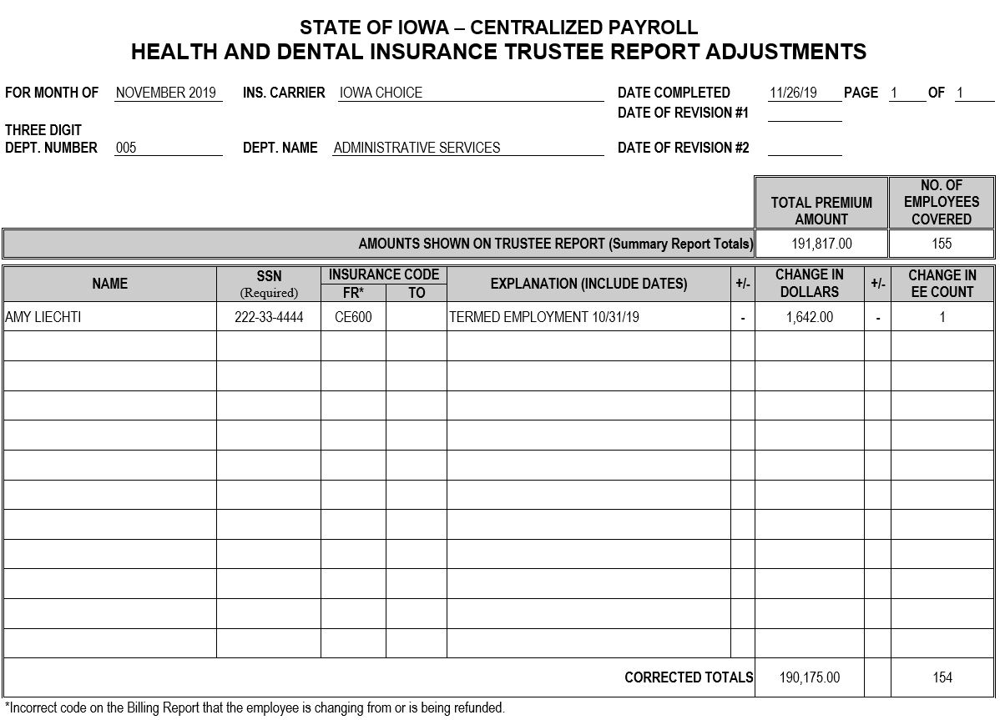 STATE OF IOWA – CENTRALIZED PAYROLL
HEALTH AND DENTAL INSURANCE TRUSTEE REPORT ADJUSTMENTS
FOR MONTH OF NOVEMBER 2019 INS. CARRIER IOWA CHOICE DATE COMPLETED 11/26/19 PAGE 1 OF 1
DATE OF REVISION #1
THREE DIGIT
DEPT. NUMBER 005 DEPT. NAME ADMINISTRATIVE SERVICES DATE OF REVISION #2
TOTAL PREMIUM AMOUNT NO. OF EMPLOYEES COVERED
AMOUNTS SHOWN ON TRUSTEE REPORT (Summary Report Totals) 191,817.00 155
NAME SSN (Required) INSURANCE CODE FR* TO EXPLANATION (INCLUDE DATES) +/- CHANGE IN DOLLARS +/- CHANGE IN EE COUNT
AMY LIECHTI 222-33-4444 CE600 TERMED EMPLOYMENT 10/31/19 - 1,642.00 - 1
CORRECTED TOTALS 190,175.00 154
*Incorrect code on the Billing Report that the employee is changing from or is being refunded.